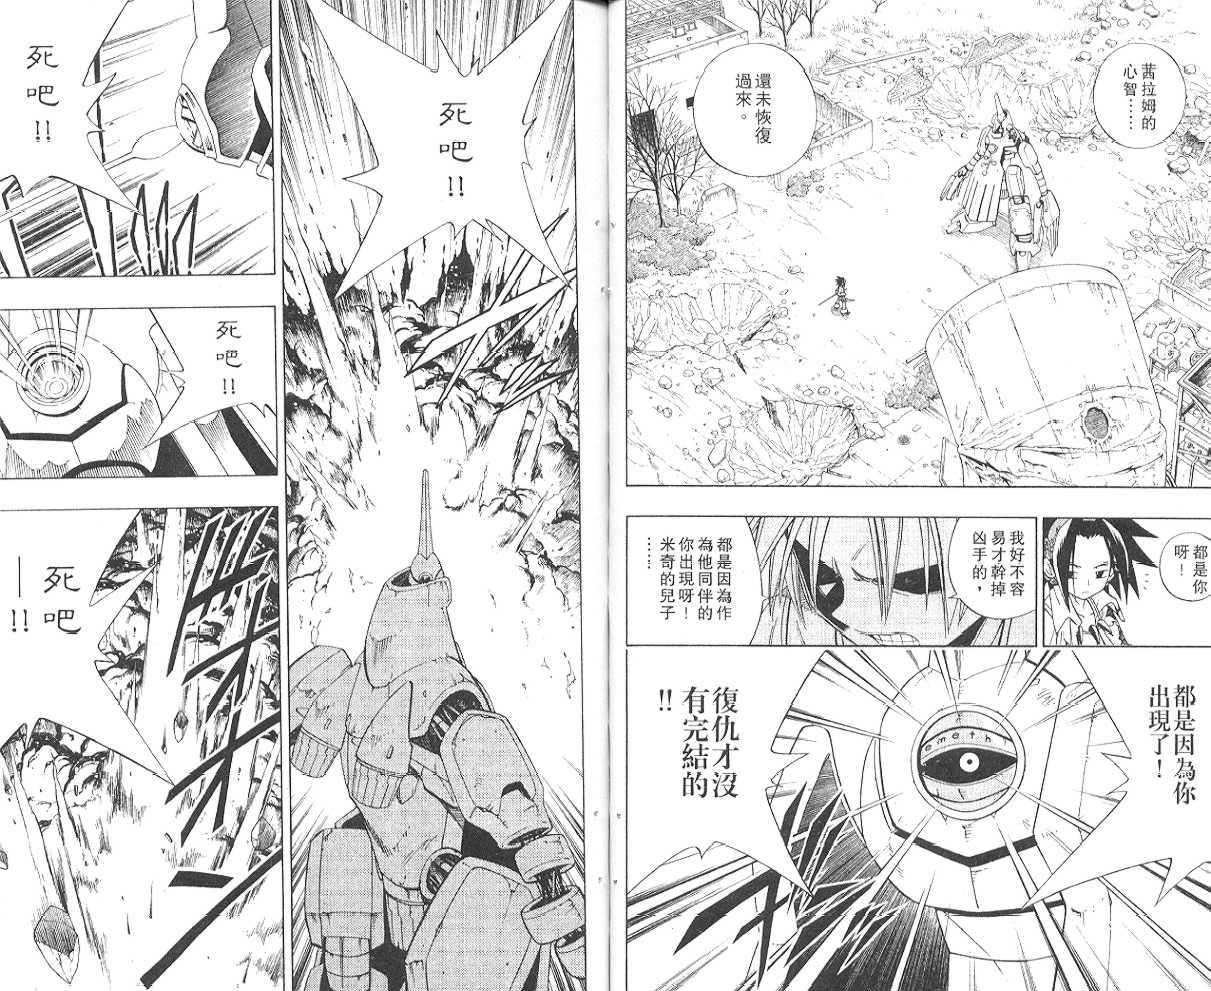 茜拉姆的
心智……
還未恢復
過來。
都是你
呀！
我好不容
易才幹掉
凶手的，
都是因為作
為他同伴的
你出現呀！
米奇的兒子
……
都是因為你
出現了！
emeth
復仇才沒
有完結的
!!
死吧!!
死吧!!
死吧!!
死吧
—!!